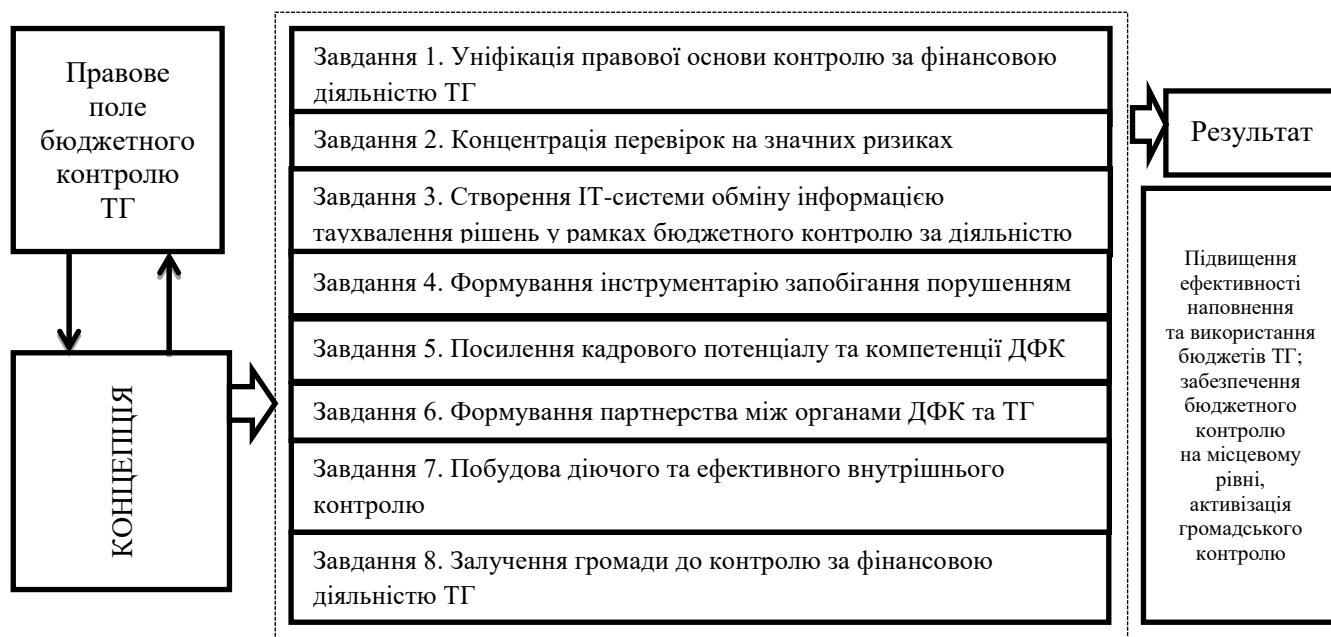 Правове
поле
бюджетного
контролю
ТГ
КОНЦЕПЦІЯ
Завдання 1. Уніфікація правової основи контролю за фінансовою
діяльністю ТГ
Завдання 2. Концентрація перевірок на значних ризиках
Завдання 3. Створення ІТ-системи обміну інформацією
таухвалення рішень у рамках бюджетного контролю за діяльністю
Завдання 4. Формування інструментарію запобігання порушенням
Завдання 5. Посилення кадрового потенціалу та компетенції ДФК
Завдання 6. Формування партнерства між органами ДФК та ТГ
Завдання 7. Побудова діючого та ефективного внутрішнього
контролю
Завдання 8. Залучення громади до контролю за фінансовою
діяльністю ТГ
Результат
Підвищення
ефективності
наповнення
та використання
бюджетів ТГ;
забезпечення
бюджетного
контролю
на місцевому
рівні,
активізація
громадського
контролю